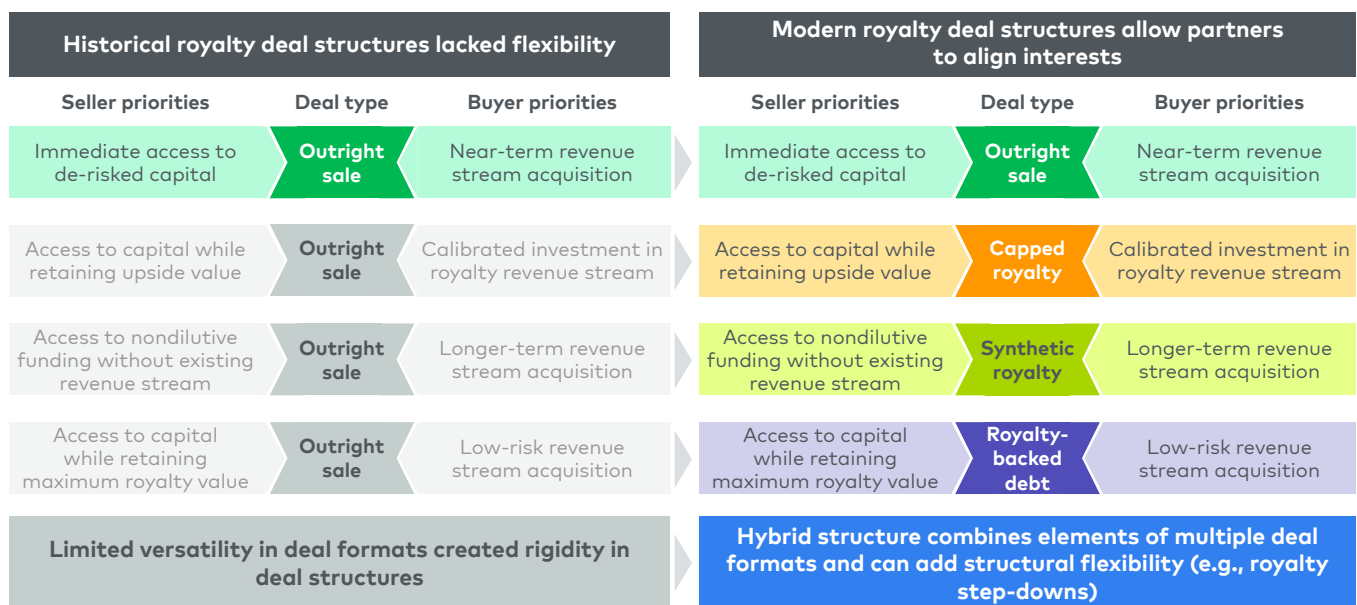 Historical royalty deal structures lacked flexibility
Seller priorities
Deal type
Buyer priorities
Immediate access to
de-risked capital
Outright
sale
Near-term revenue
stream acquisition
Access to capital while
retaining upside value
Outright
sale
Calibrated investment in
royalty revenue stream
Access to nondilutive
funding without existing
revenue stream
Outright
sale
Longer-term revenue
stream acquisition
Access to capital
while retaining
maximum royalty value
Outright
sale
Low-risk revenue
stream acquisition
Limited versatility in deal formats created rigidity in
deal structures
Modern royalty deal structures allow partners
to align interests
Seller priorities
Deal type
Buyer priorities
Immediate access to
de-risked capital
Outright
sale
Near-term revenue
stream acquisition
Access to capital while
retaining upside value
Capped
royalty
Calibrated investment in
royalty revenue stream
Access to nondilutive
funding without existing
revenue stream
Synthetic
royalty
Longer-term revenue
stream acquisition
Access to capital
while retaining
maximum royalty value
Royalty-
backed
debt
Low-risk revenue
stream acquisition
Hybrid structure combines elements of multiple deal
formats and can add structural flexibility (e.g., royalty
step-downs)